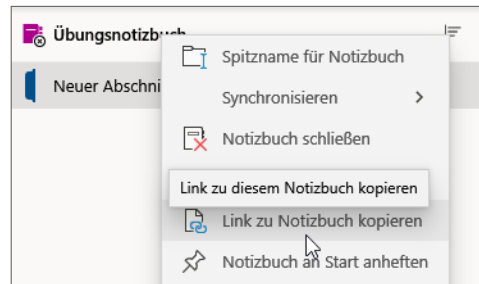 Übungsnotizbuch
Spitzname für Notizbuch
Neuer Abschni
Synchronisieren
Notizbuch schließen
Link zu diesem Notizbuch kopieren
Link zu Notizbuch kopieren
Notizbuch an Start anheften